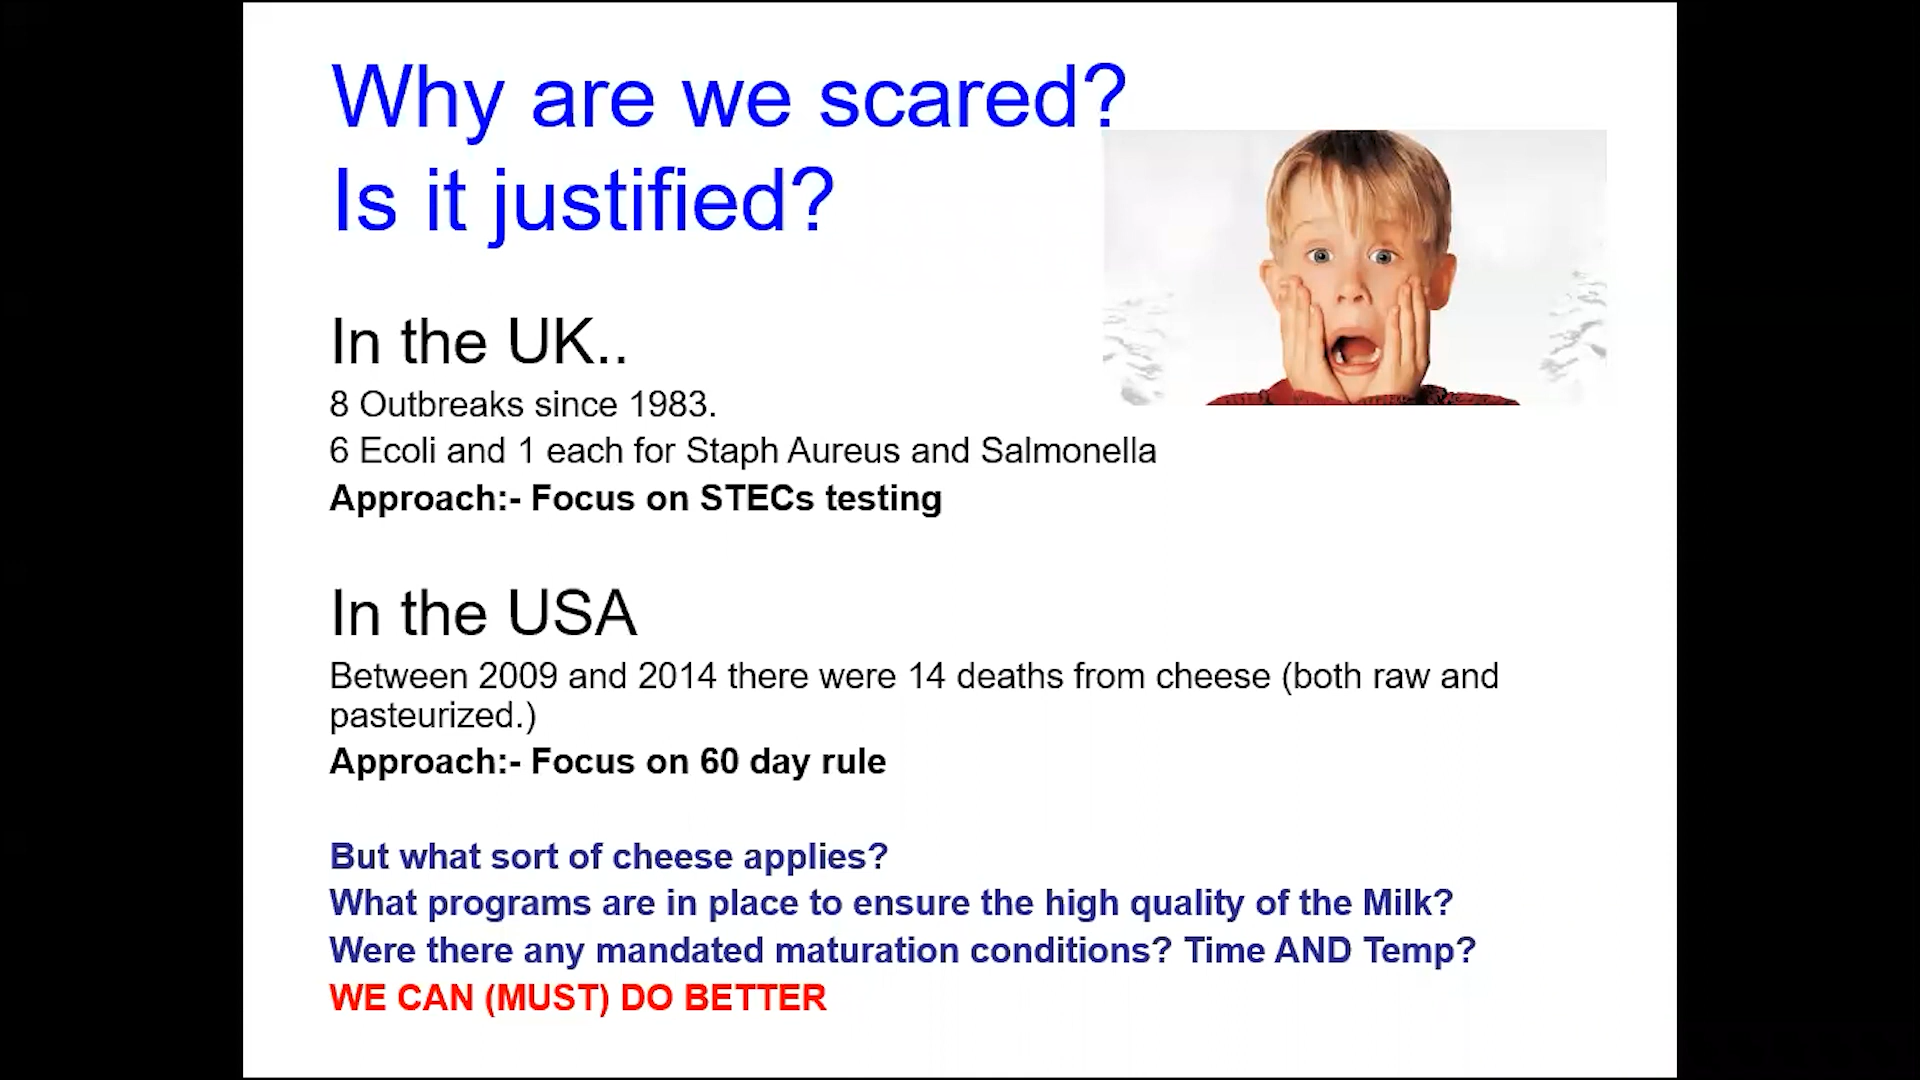 Why are we scared?
Is it justified?
In the UK..
8 Outbreaks since 1983.
6 Ecoli and 1 each for Staph Aureus and Salmonella
Approach:- Focus on STECs testing
In the USA
Between 2009 and 2014 there were 14 deaths from cheese (both raw and
pasteurized.)
Approach:- Focus on 60 day rule
But what sort of cheese applies?
What programs are in place to ensure the high quality of the Milk?
Were there any mandated maturation conditions? Time AND Temp?
WE CAN (MUST) DO BETTER